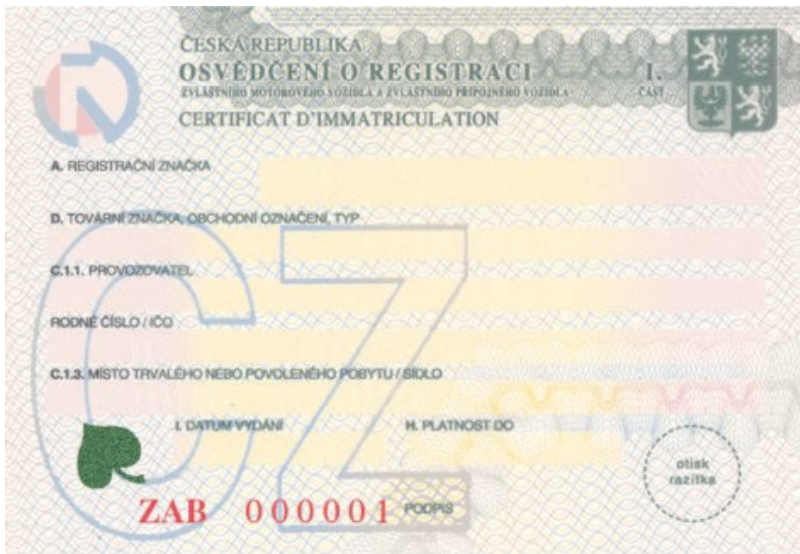 ČESKÁ REPUBLIKA
OSVĚDČENÍ O REGISTRACI I.
ZVLÁŠTNÍHO MOTOROVÉHO VOZIDLA A ZVLÁŠTNÍHO PŘÍPOJNÉHO VOZIDLA ČÁST
CERTIFICAT D'IMMATRICULATION
A. REGISTRAČNÍ ZNAČKA
D. TOVÁRNÍ ZNAČKA, OBCHODNÍ OZNAČENÍ, TYP
C.1.1. PROVOZOVATEL
RODNÉ ČÍSLO / IČO
C.1.3. MÍSTO TRVALÉHO NEBO POVOLENÉHO POBYTU / SÍDLO
I. DATUM VYDÁNÍ H. PLATNOST DO
otisk
razítka
ZAB 000001 PODPIS
CZ